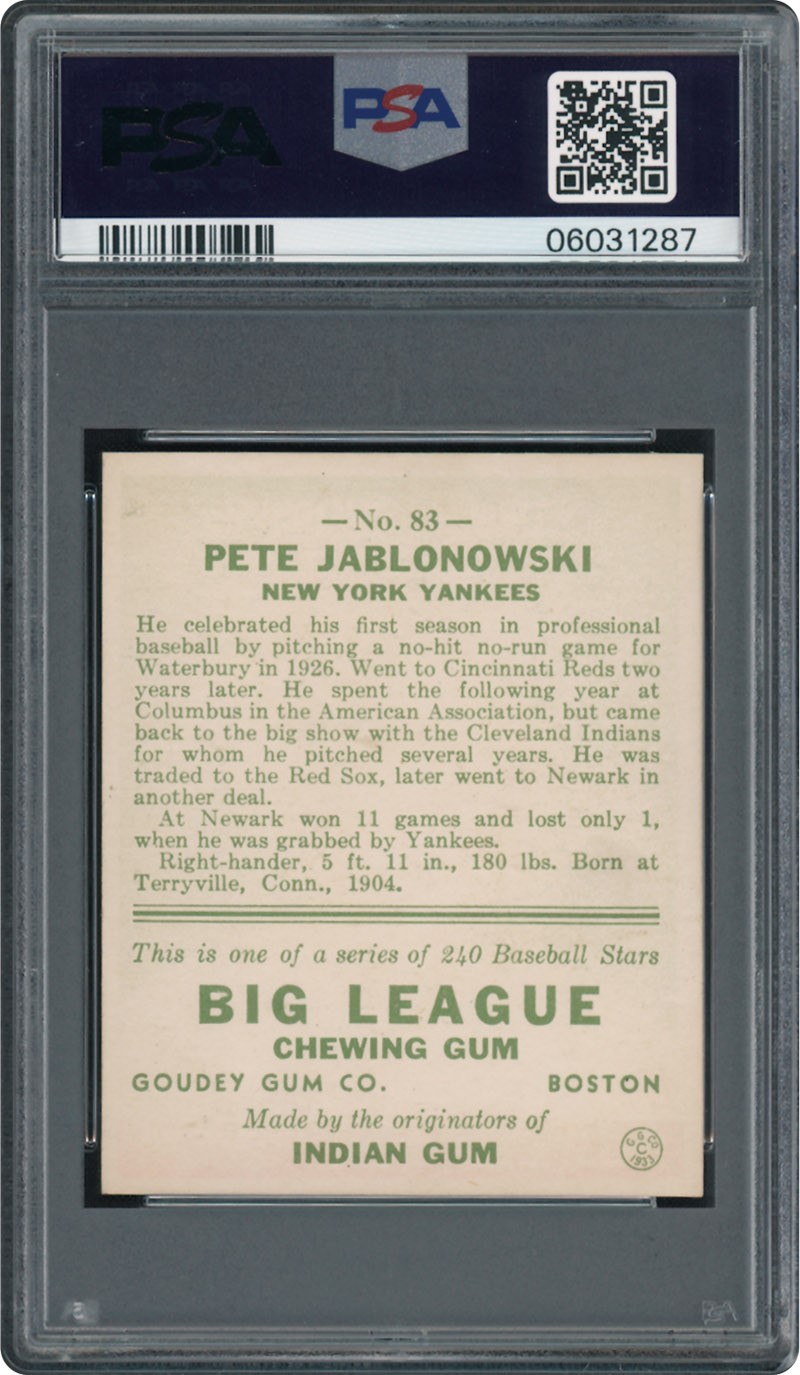 PSA
PSA
06031287
— No. 83 —
PETE JABLONOWSKI
NEW YORK YANKEES
He celebrated his first season in professional
baseball by pitching a no-hit no-run game for
Waterbury in 1926. Went to Cincinnati Reds two
years later. He spent the following year at
Columbus in the American Association, but came
back to the big show with the Cleveland Indians
for whom he pitched several years. He was
traded to the Red Sox, later went to Newark in
another deal.
At Newark won 11 games and lost only 1,
when he was grabbed by Yankees.
Right-hander, 5 ft. 11 in., 180 lbs. Born at
Terryville, Conn., 1904.
This is one of a series of 240 Baseball Stars
BIG LEAGUE
CHEWING GUM
GOUDEY GUM CO. BOSTON
Made by the originators of
INDIAN GUM
G G CO
C
1933
PSA